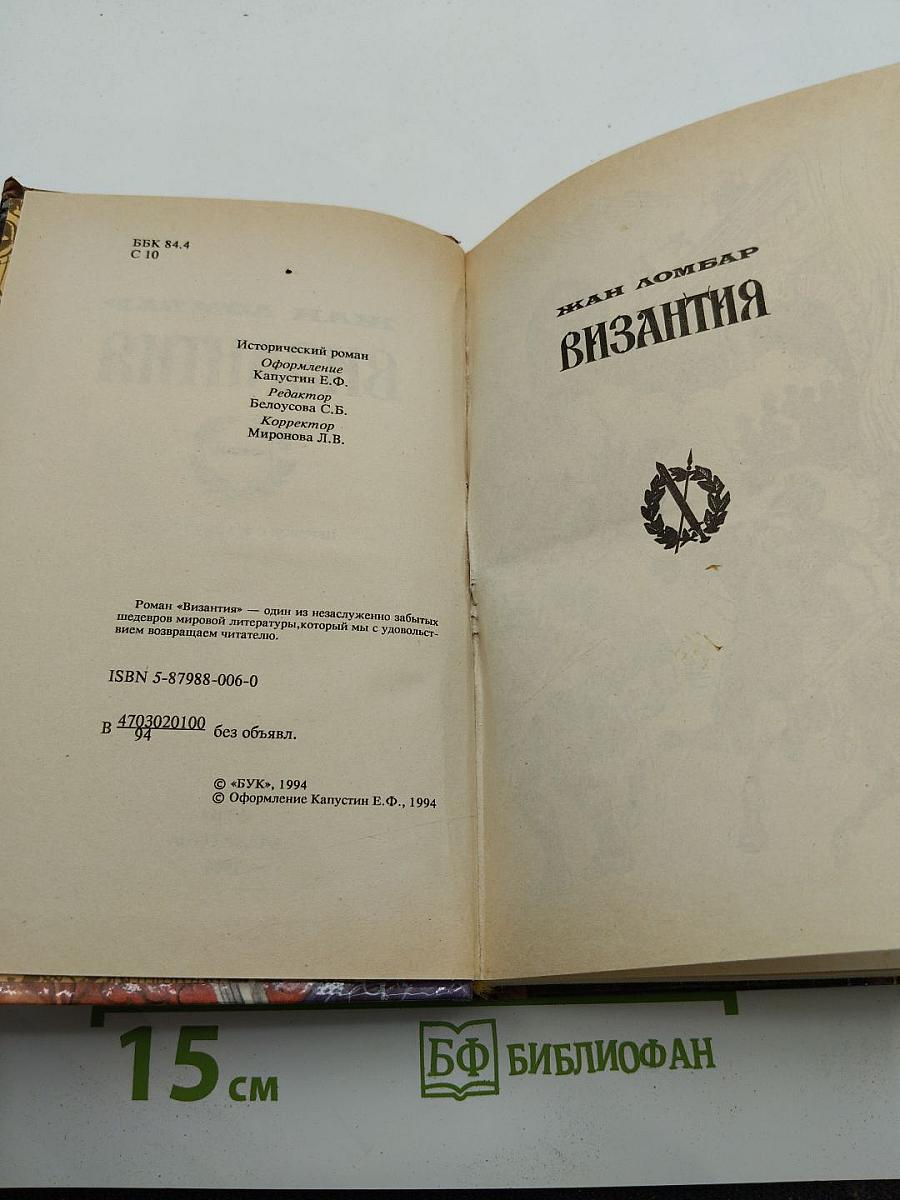 ББК 84.4
С 10
Исторический роман
Оформление
Капустин Е.Ф.
Редактор
Белоусова С.Б.
Корректор
Миронова Л.В.
Роман «Византия» — один из незаслуженно забытых
шедевров мировой литературы,который мы с удовольст-
вием возвращаем читателю.
ISBN 5-87988-006-0
В 4703020100 без объявл.
94
© «БУК», 1994
© Оформление Капустин Е.Ф., 1994
ЖАН ЛОМБАР
ВИЗАНТИЯ
15 см
БФ БИБЛИОФАН